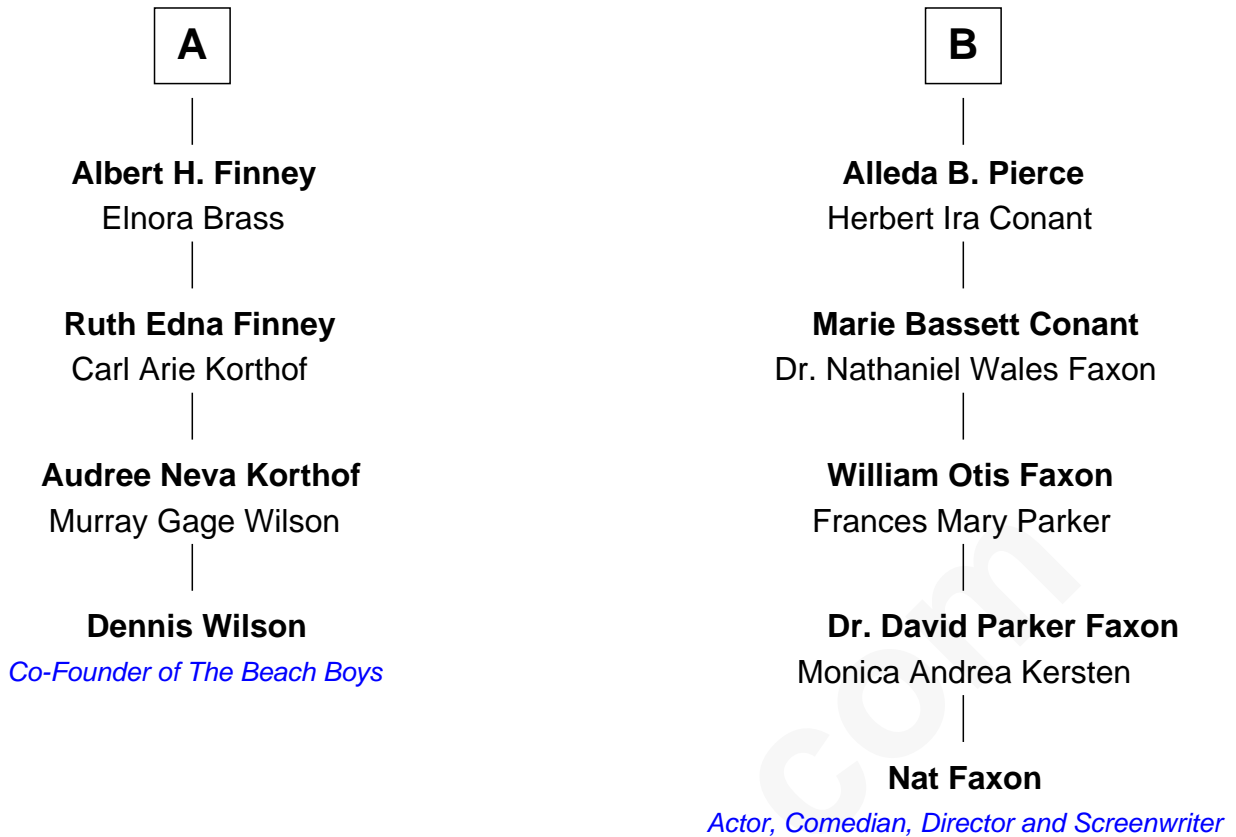 A
Albert H. Finney
Elnora Brass
Ruth Edna Finney
Carl Arie Korthof
Audree Neva Korthof
Murray Gage Wilson
Dennis Wilson
Co-Founder of The Beach Boys
B
Alleda B. Pierce
Herbert Ira Conant
Marie Bassett Conant
Dr. Nathaniel Wales Faxon
William Otis Faxon
Frances Mary Parker
Dr. David Parker Faxon
Monica Andrea Kersten
Nat Faxon
Actor, Comedian, Director and Screenwriter
com